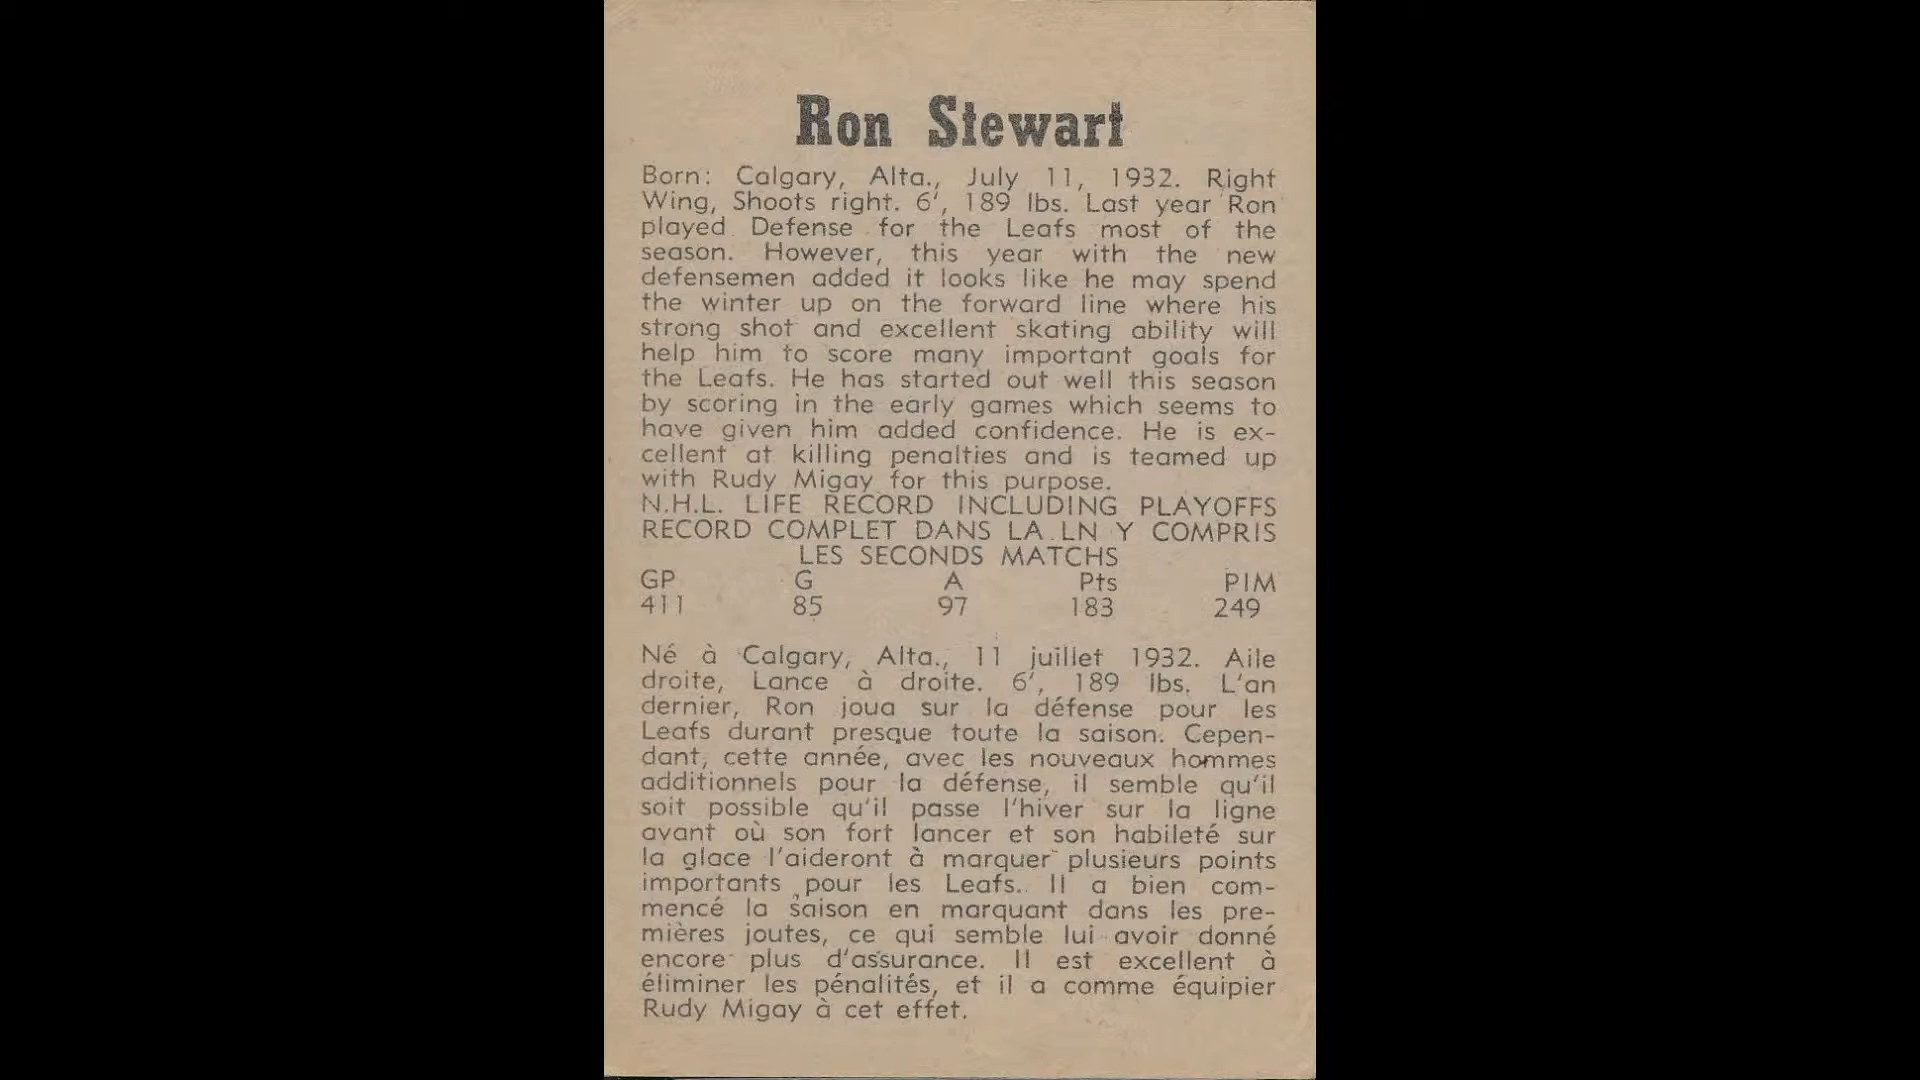 Ron Stewart
Born: Calgary, Alta., July 11, 1932. Right
Wing, Shoots right. 6', 189 lbs. Last year Ron
played Defense for the Leafs most of the
season. However, this year with the new
defensemen added it looks like he may spend
the winter up on the forward line where his
strong shot and excellent skating ability will
help him to score many important goals for
the Leafs. He has started out well this season
by scoring in the early games which seems to
have given him added confidence. He is ex-
cellent at killing penalties and is teamed up
with Rudy Migay for this purpose.
N.H.L. LIFE RECORD INCLUDING PLAYOFFS
RECORD COMPLET DANS LA LN Y COMPRIS
LES SECONDS MATCHS
GP G A Pts PIM
411 85 97 183 249
Né à Calgary, Alta., 11 juillet 1932. Aile
droite, Lance à droite. 6', 189 lbs. L'an
dernier, Ron joua sur la défense pour les
Leafs durant presque toute la saison. Cepen-
dant, cette année, avec les nouveaux hommes
additionnels pour la défense, il semble qu'il
soit possible qu'il passe l'hiver sur la ligne
avant où son fort lancer et son habileté sur
la glace l'aideront à marquer plusieurs points
importants pour les Leafs. Il a bien com-
mencé la saison en marquant dans les pre-
mières joutes, ce qui semble lui avoir donné
encore plus d'assurance. Il est excellent à
éliminer les pénalités, et il a comme équipier
Rudy Migay à cet effet.